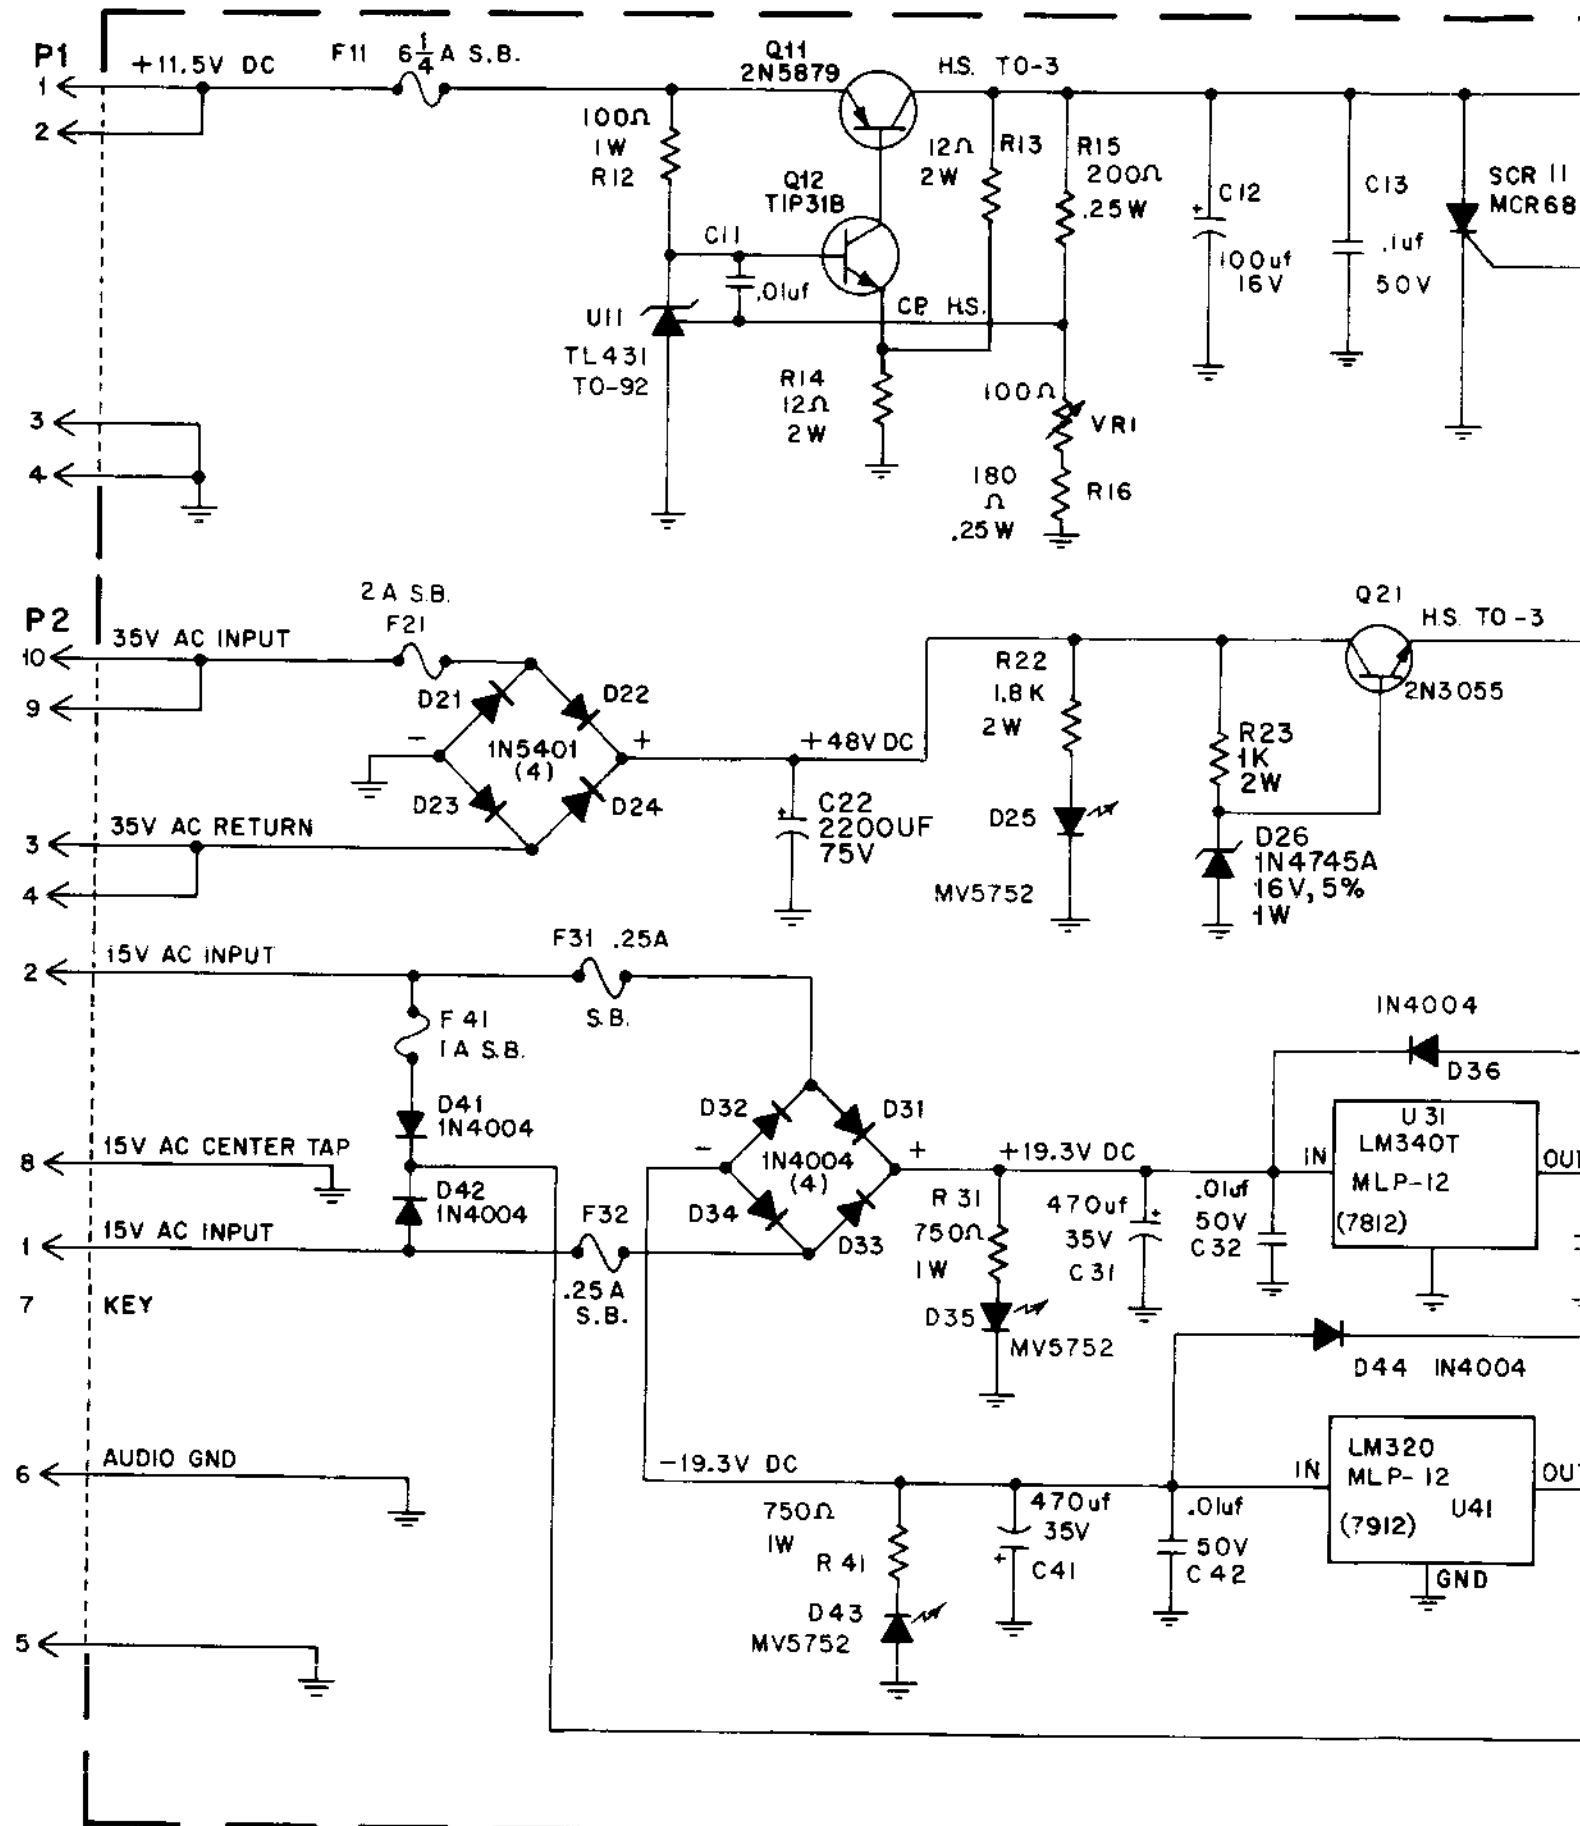 P1
+11.5V DC
F11 6 1/4 A S.B.
Q11
2N5879
H.S. TO-3
1
2
100Ω
1W
R12
Q12
TIP31B
12Ω
2W
R13
R15
200Ω
.25W
C12
100uf
16V
C13
.1uf
50V
SCR 11
MCR68
C11
.01uf
U11
TL431
TO-92
H.S.
R14
12Ω
2W
100Ω
VR1
180
Ω
.25W
R16
3
4
P2
35V AC INPUT
2A S.B.
F21
10
9
D21
D22
1N5401
(4)
-
+
D23
D24
+48V DC
C22
2200UF
75V
R22
1.8K
2W
D25
MV5752
Q21
H.S. TO-3
2N3055
R23
1K
2W
D26
1N4745A
16V, 5%
1W
35V AC RETURN
3
4
15V AC INPUT
2
F31 .25A
S.B.
F41
1A S.B.
D41
1N4004
15V AC CENTER TAP
8
D42
1N4004
15V AC INPUT
1
F32
.25A
S.B.
7 KEY
D32
D31
-
+
1N4004
(4)
D34
D33
+19.3V DC
R31
750Ω
1W
D35
MV5752
470uf
35V
C31
.01uf
50V
C32
1N4004
D36
U31
LM340T
MLP-12
(7812)
IN
OUT
D44 1N4004
AUDIO GND
6
-19.3V DC
750Ω
1W
R41
D43
MV5752
470uf
35V
C41
.01uf
50V
C42
IN
LM320
MLP-12
(7912)
U41
OUT
GND
5